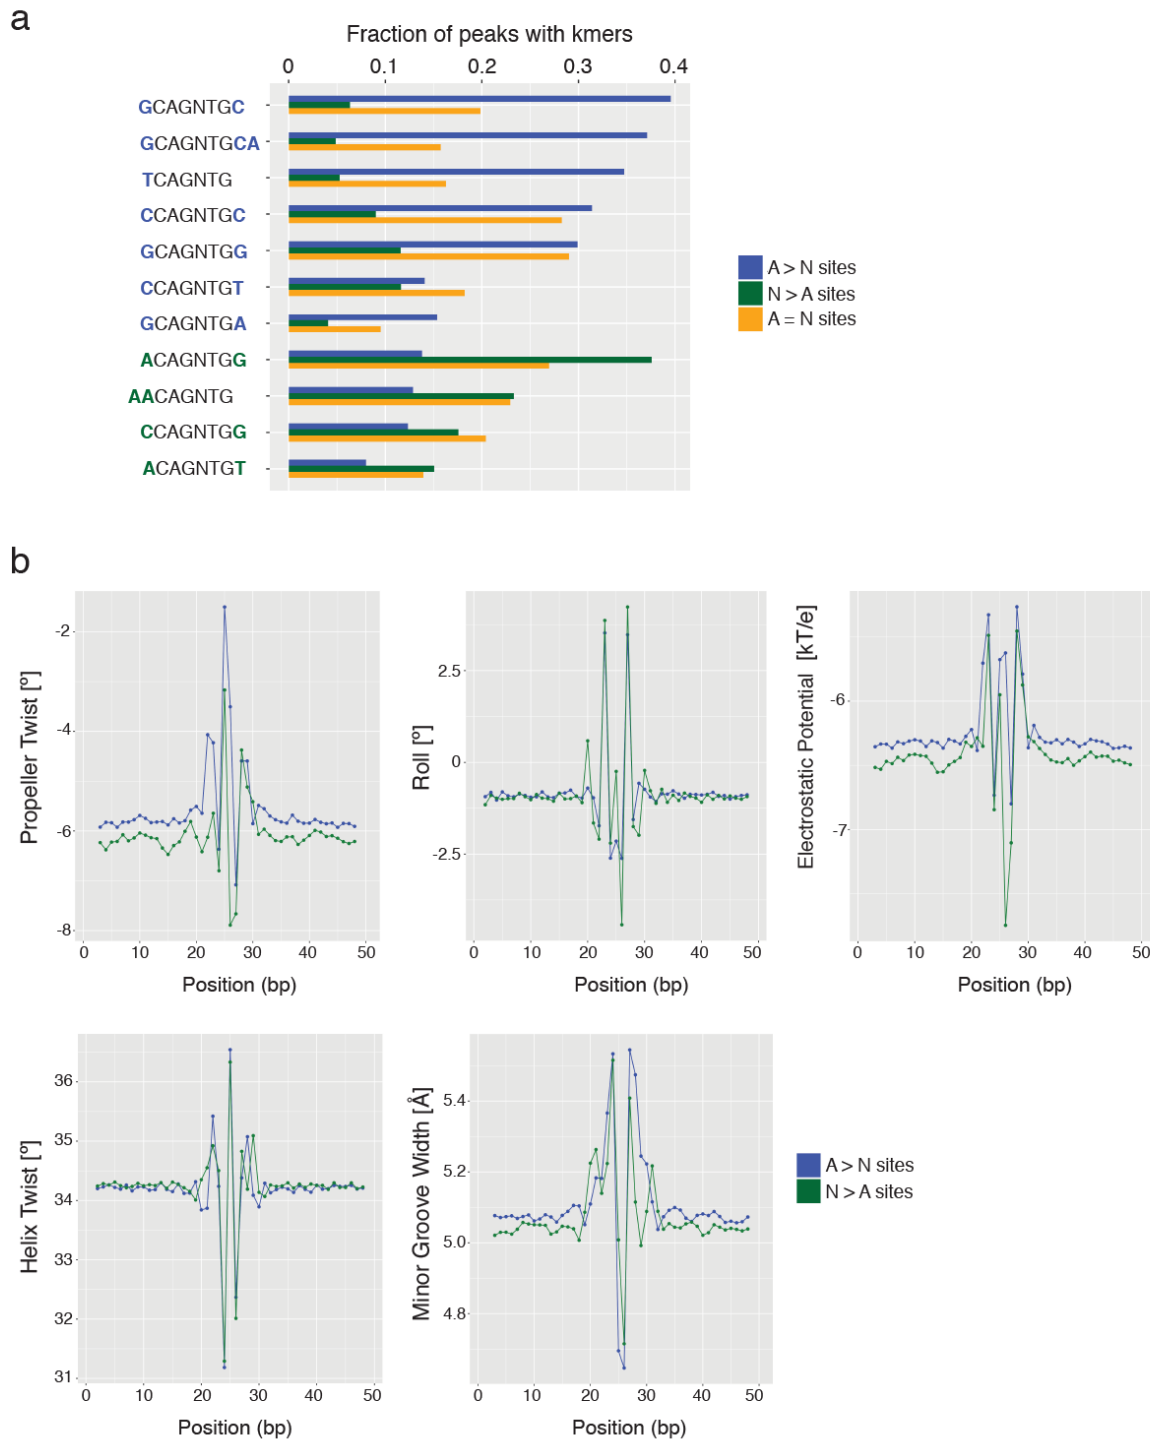 a
Fraction of peaks with kmers
0 0.1 0.2 0.3 0.4
GCAGNTGC
GCAGNTGCA
TCAGNTG
CCAGNTGC
GCAGNTGG
CCAGNTGT
GCAGNTGA
ACAGNTGG
AACAGNTG
CCAGNTGG
ACAGNTGT
A > N sites
N > A sites
A = N sites
b
Propeller Twist [º]
-2
-4
-6
-8
0 10 20 30 40 50
Position (bp)
Roll [º]
2.5
0
-2.5
0 10 20 30 40 50
Position (bp)
Electrostatic Potential [kT/e]
-6
-7
0 10 20 30 40 50
Position (bp)
Helix Twist [º]
36
35
34
33
32
31
0 10 20 30 40 50
Position (bp)
Minor Groove Width [Å]
5.4
5.2
5.0
4.8
0 10 20 30 40 50
Position (bp)
A > N sites
N > A sites